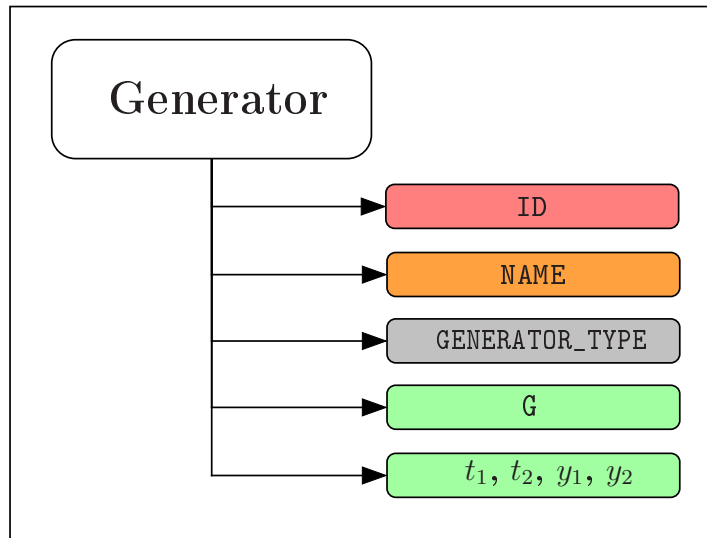 Generator
ID
NAME
GENERATOR_TYPE
G
t₁, t₂, y₁, y₂